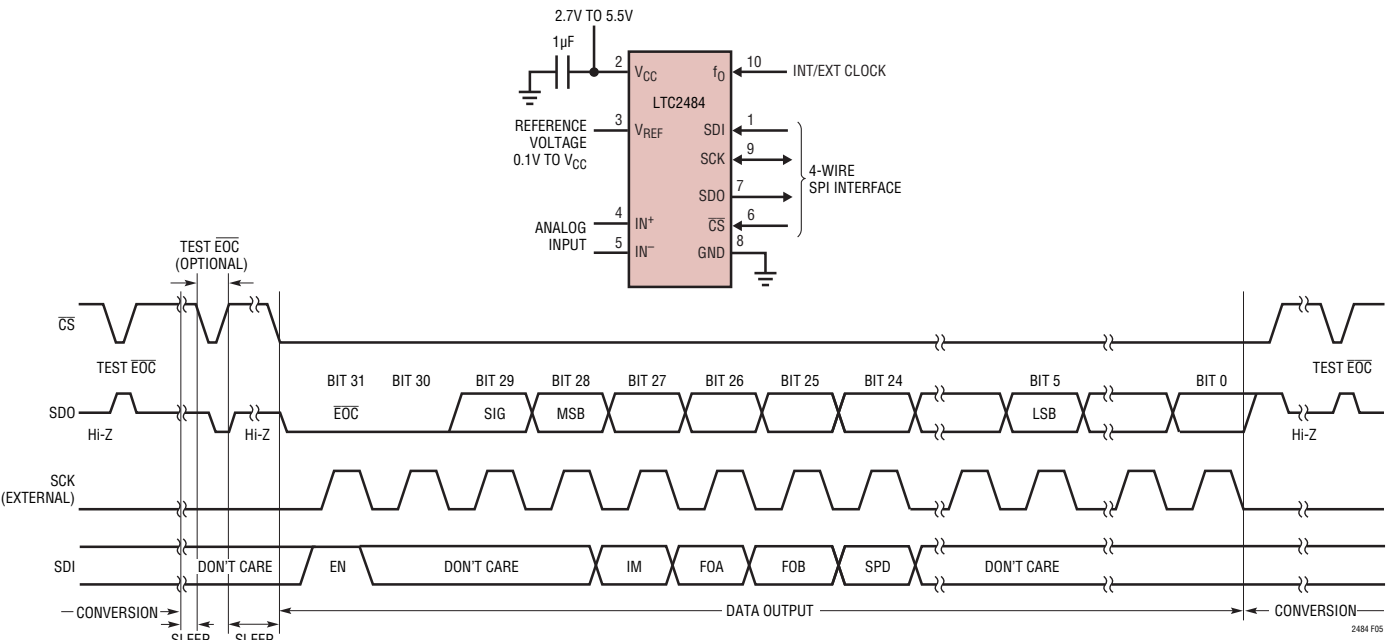 2.7V TO 5.5V
1µF
2
VCC
fO
10
INT/EXT CLOCK
LTC2484
REFERENCE
VOLTAGE
0.1V TO VCC
3
VREF
SDI
1
SCK
9
4-WIRE
SPI INTERFACE
SDO
7
ANALOG
INPUT
4
IN+
CS
6
5
IN–
GND
8
TEST EOC
(OPTIONAL)
CS
TEST EOC
TEST EOC
BIT 31 BIT 30 BIT 29 BIT 28 BIT 27 BIT 26 BIT 25 BIT 24 BIT 5 BIT 0
SDO
EOC SIG MSB LSB
Hi-Z Hi-Z Hi-Z
SCK
(EXTERNAL)
SDI DON'T CARE EN DON'T CARE IM FOA FOB SPD DON'T CARE
CONVERSION DATA OUTPUT CONVERSION
SLEEP SLEEP
2484 F05